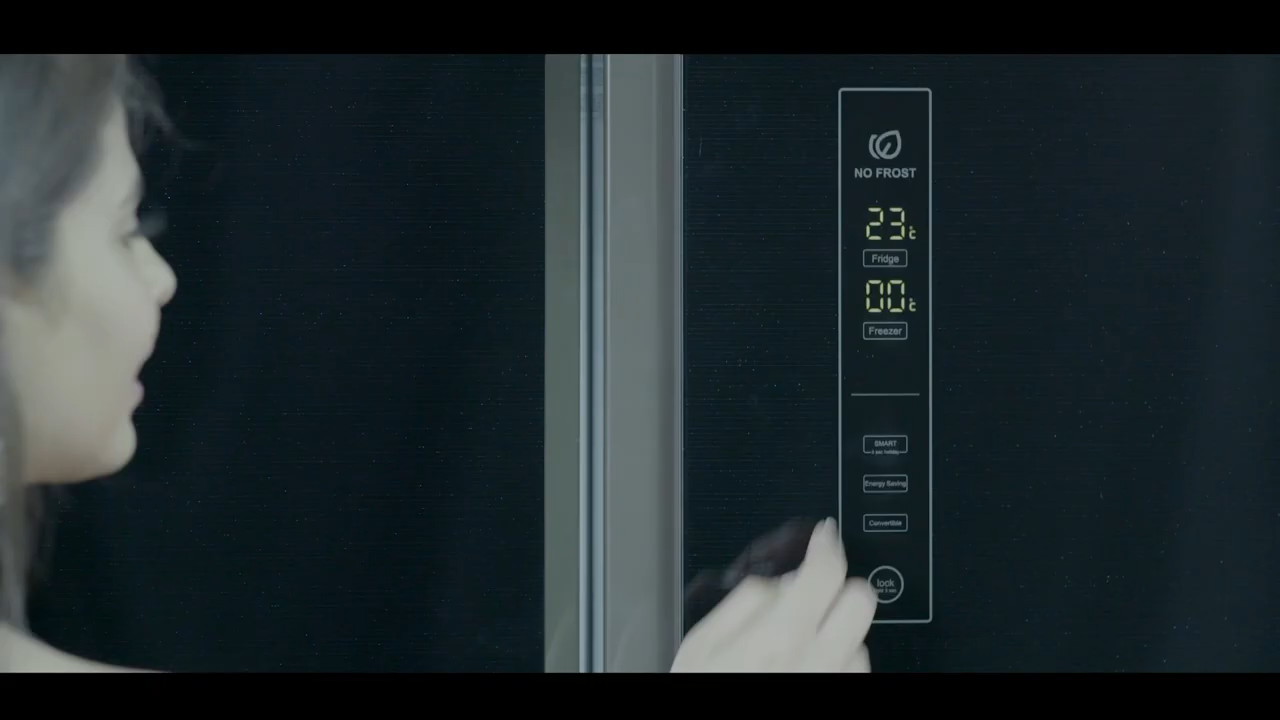 NO FROST
23°c
Fridge
00°c
Freezer
SMART
Energy Saving
Convertible
lock